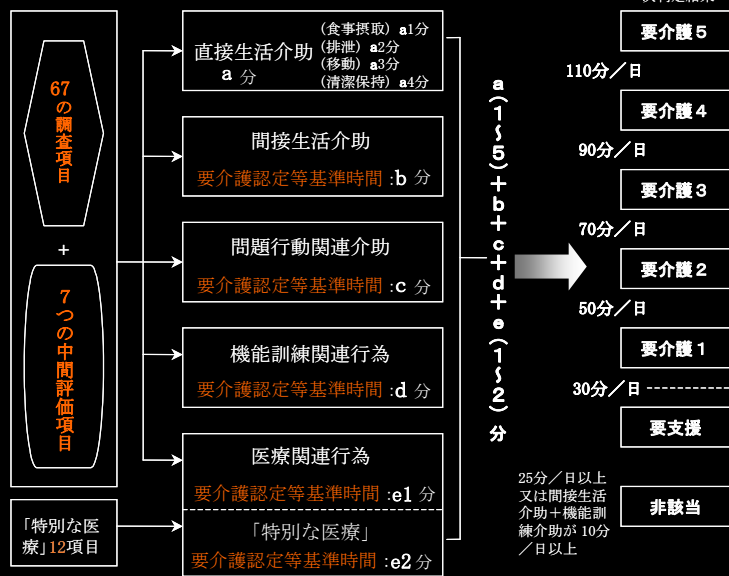 67の調査項目
+
7つの中間評価項目
「特別な医
療」12項目
直接生活介助
a 分
(食事摂取) a1分
(排泄) a2分
(移動) a3分
(清潔保持) a4分
間接生活介助
要介護認定等基準時間 :b 分
問題行動関連介助
要介護認定等基準時間 :c 分
機能訓練関連行為
要介護認定等基準時間 :d 分
医療関連行為
要介護認定等基準時間 :e1 分
「特別な医療」
要介護認定等基準時間 :e2 分
a(1~5)+b+c+d+e(1~2)分
要介護5
110分/日
要介護4
90分/日
要介護3
70分/日
要介護2
50分/日
要介護1
30分/日
要支援
25分/日以上
又は間接生活
介助+機能訓
練介助が 10分
/日以上
非該当